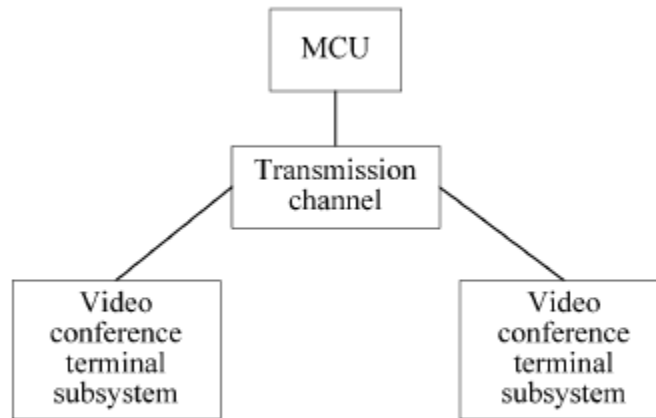 MCU
Transmission
channel
Video
conference
terminal
subsystem
Video
conference
terminal
subsystem